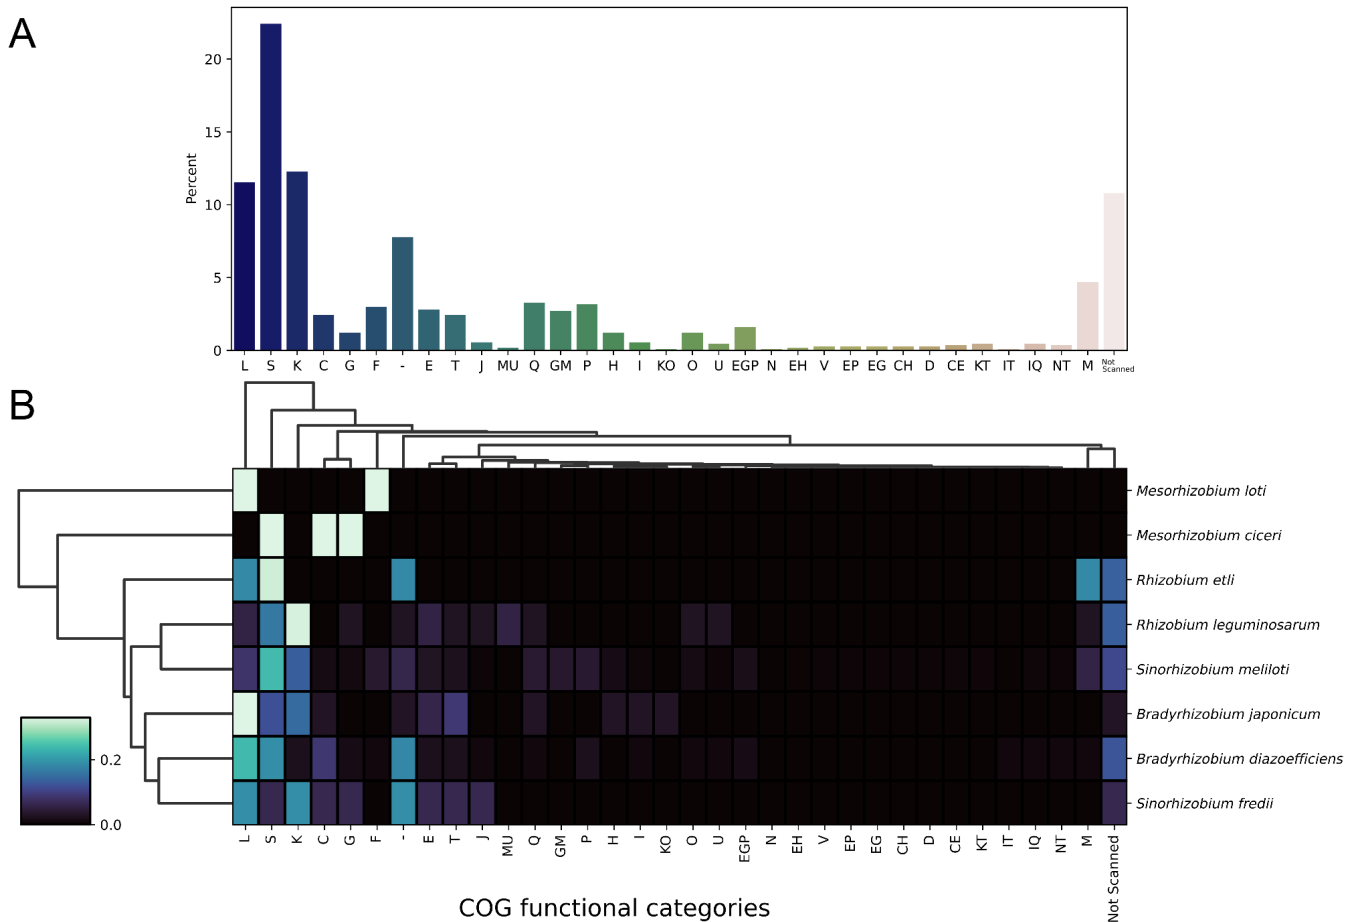 A
20
15
10
5
0
Percent
L S K C G F - E T J MU Q GM P H I KO O U EGP N EH V EP EG CH D CE KT IT IQ NT M Not Scanned
B
Mesorhizobium loti
Mesorhizobium ciceri
Rhizobium etli
Rhizobium leguminosarum
Sinorhizobium meliloti
Bradyrhizobium japonicum
Bradyrhizobium diazoefficiens
Sinorhizobium fredii
0.2
0.0
L S K C G F - E T J MU Q GM P H I KO O U EGP N EH V EP EG CH D CE KT IT IQ NT M Not Scanned
COG functional categories